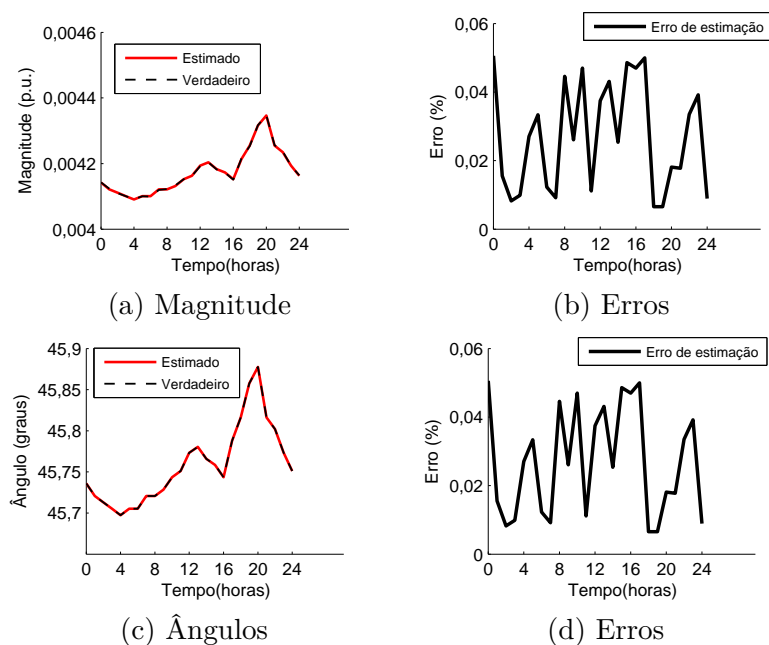 0,0046
0,0044
0,0042
0,004
Magnitude (p.u.)
Estimado
Verdadeiro
0 4 8 12 16 20 24
Tempo(horas)
(a) Magnitude
0,06
0,04
0,02
0
Erro (%)
Erro de estimação
0 4 8 12 16 20 24
Tempo(horas)
(b) Erros
45,9
45,85
45,8
45,75
45,7
Ângulo (graus)
Estimado
Verdadeiro
0 4 8 12 16 20 24
Tempo(horas)
(c) Ângulos
0,06
0,04
0,02
0
Erro (%)
Erro de estimação
0 4 8 12 16 20 24
Tempo(horas)
(d) Erros